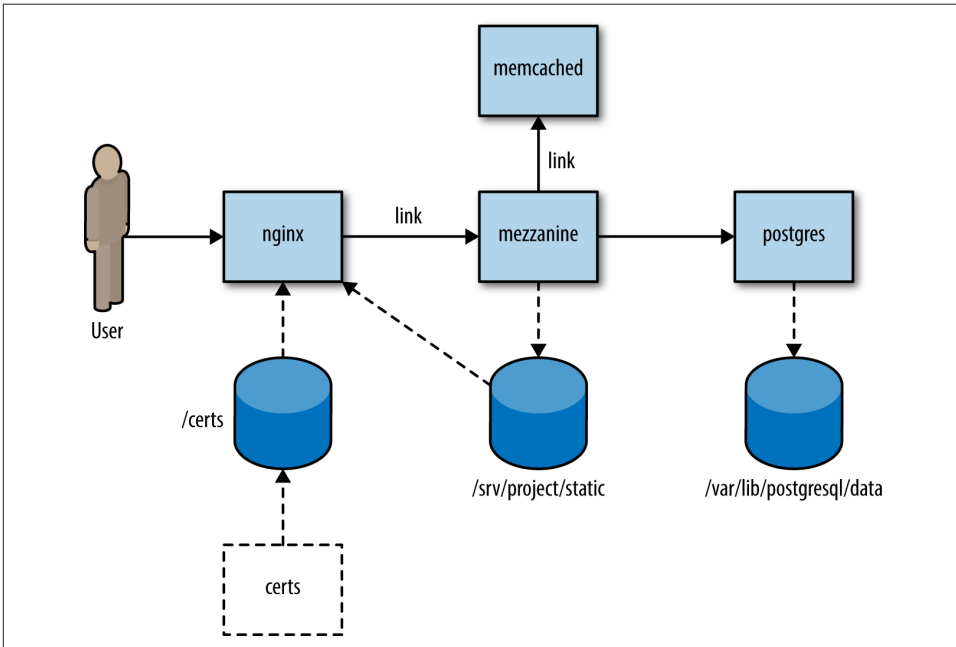 memcached
link
nginx
link
mezzanine
postgres
User
/certs
/srv/project/static
/var/lib/postgresql/data
certs